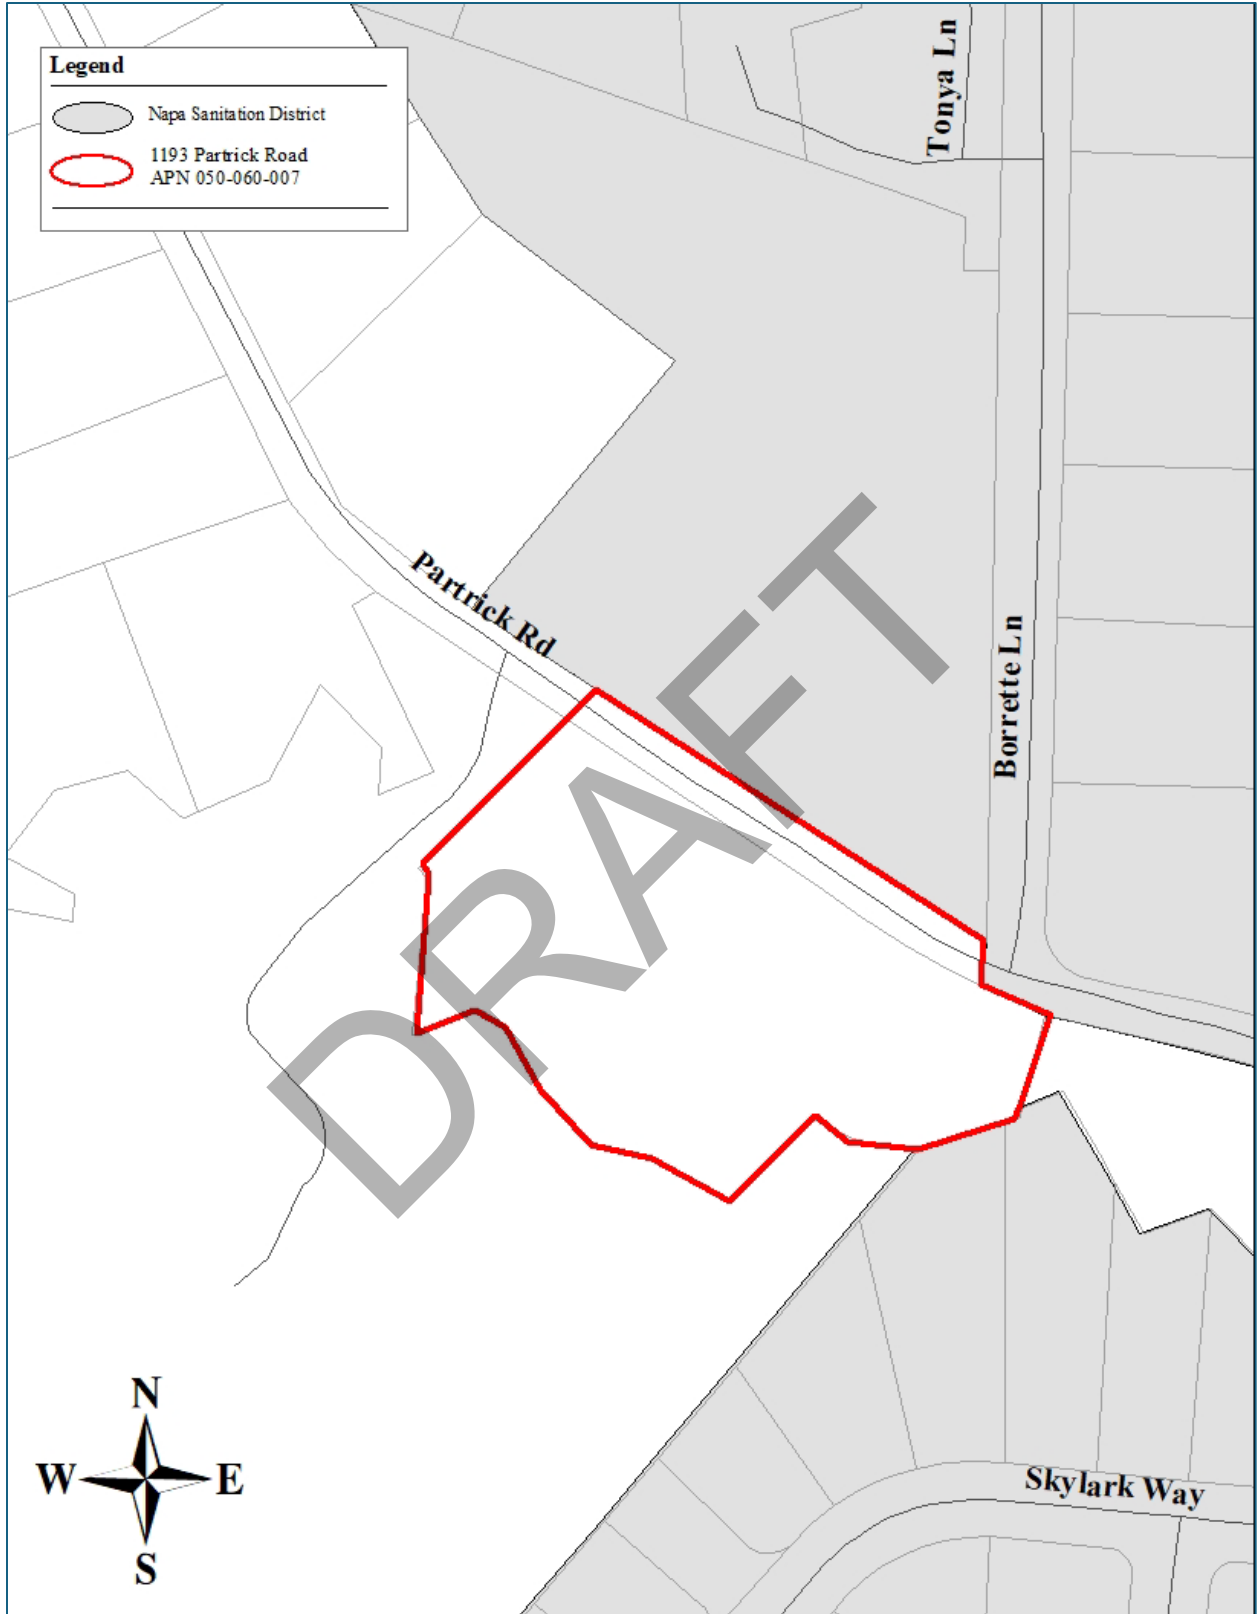 Legend
Napa Sanitation District
1193 Partrick Road
APN 050-060-007
Tonya Ln
Partrick Rd
Borrette Ln
DRAFT
Skylark Way
N
W
E
S